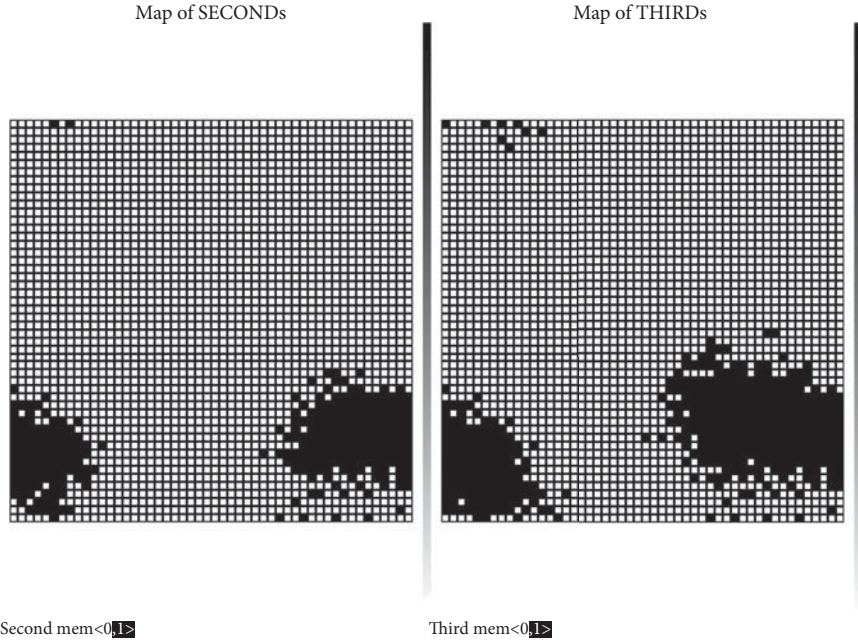 Map of SECONDs
Map of THIRDs
Second mem<0,1>
Third mem<0,1>